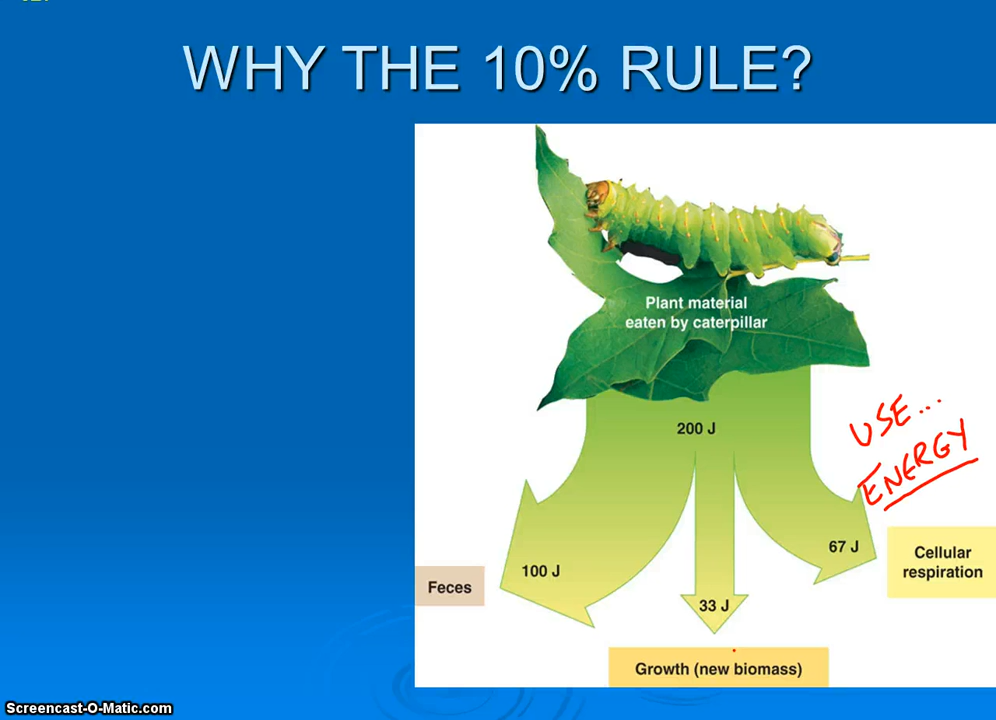 WHY THE 10% RULE?
Plant material
eaten by caterpillar
200 J
USE...
ENERGY
67 J
Cellular
respiration
100 J
Feces
33 J
Growth (new biomass)
Screencast-O-Matic.com